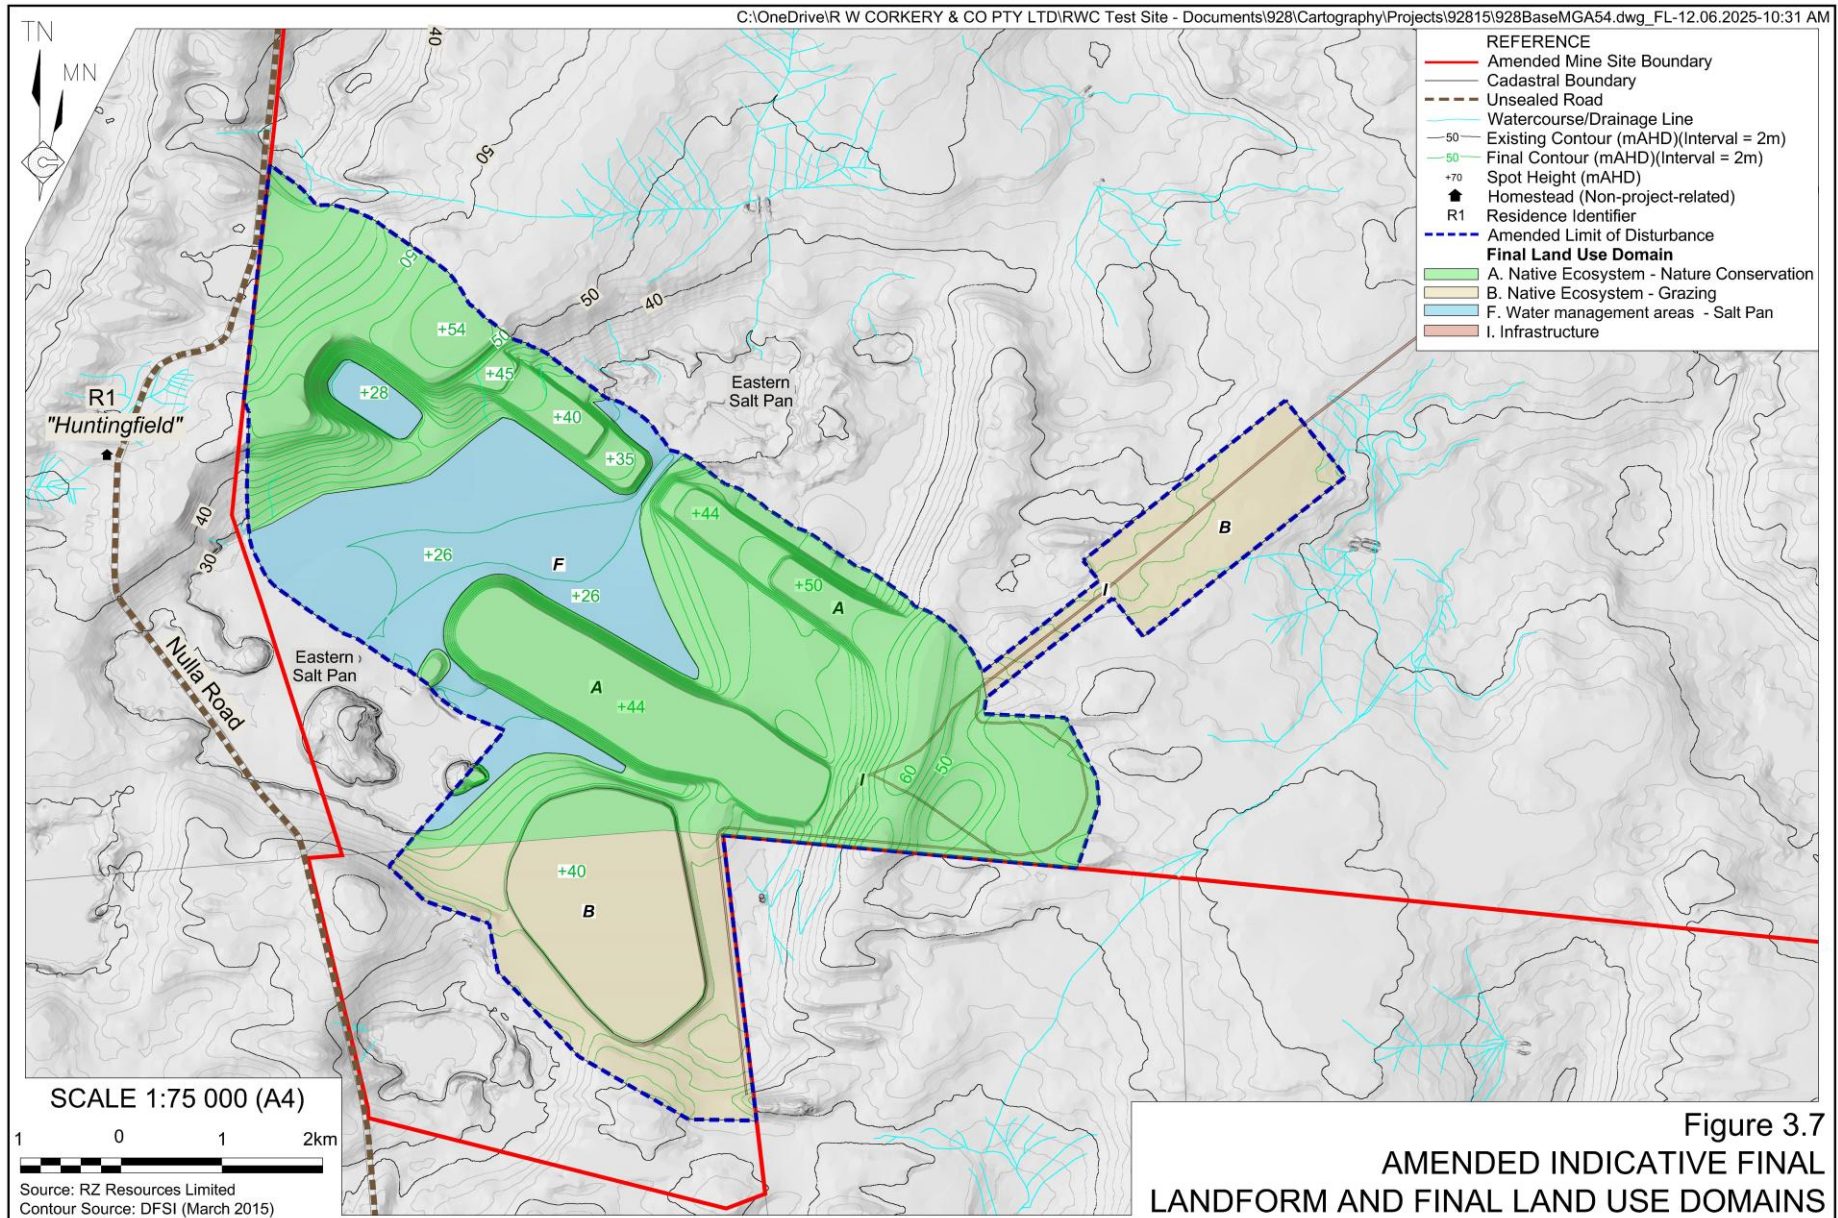 C:\OneDrive\R W CORKERY & CO PTY LTD\RWC Test Site - Documents\928\Cartography\Projects\92815\928BaseMGA54.dwg_FL-12.06.2025-10:31 AM
TN
MN
REFERENCE
Amended Mine Site Boundary
Cadastral Boundary
Unsealed Road
Watercourse/Drainage Line
50 Existing Contour (mAHD)(Interval = 2m)
50 Final Contour (mAHD)(Interval = 2m)
+70 Spot Height (mAHD)
Homestead (Non-project-related)
R1 Residence Identifier
Amended Limit of Disturbance
Final Land Use Domain
A. Native Ecosystem - Nature Conservation
B. Native Ecosystem - Grazing
F. Water management areas - Salt Pan
I. Infrastructure
40
50
50
50
40
+54
50
+45
+28
+40
+35
Eastern
Salt Pan
R1
"Huntingfield"
40
30
+44
+26
F
+26
+50
A
B
I
Nulla Road
Eastern
Salt Pan
A
+44
I
60
50
+40
B
SCALE 1:75 000 (A4)
1 0 1 2km
Source: RZ Resources Limited
Contour Source: DFSI (March 2015)
Figure 3.7
AMENDED INDICATIVE FINAL
LANDFORM AND FINAL LAND USE DOMAINS